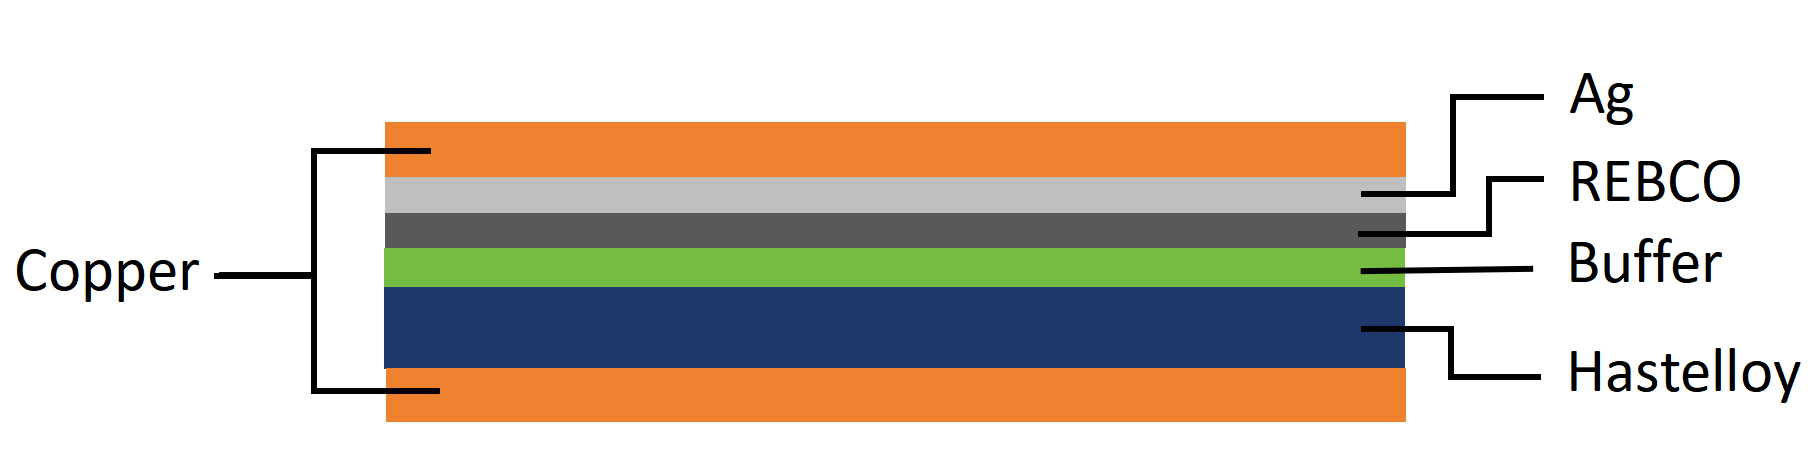 Ag
REBCO
Copper
Buffer
Hastelloy